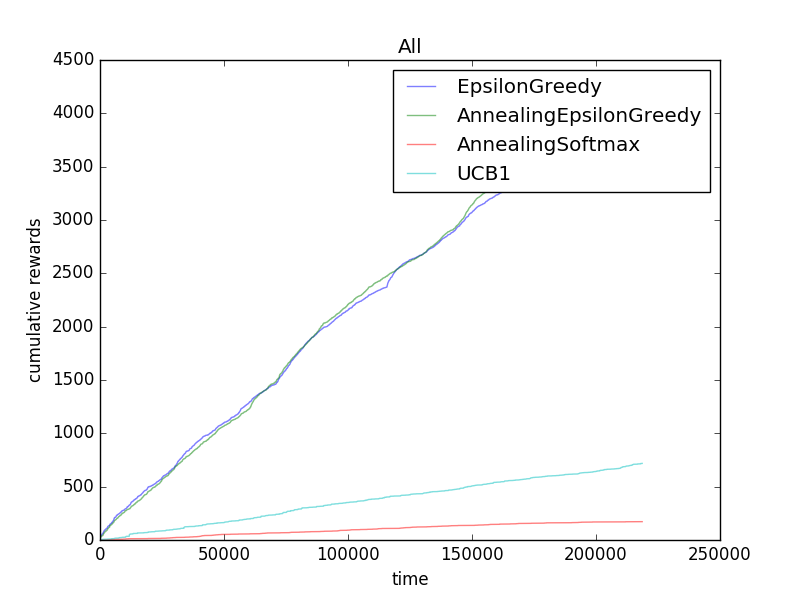 All
4500
4000
3500
3000
2500
2000
1500
1000
500
0
cumulative rewards
EpsilonGreedy
AnnealingEpsilonGreedy
AnnealingSoftmax
UCB1
0 50000 100000 150000 200000 250000
time